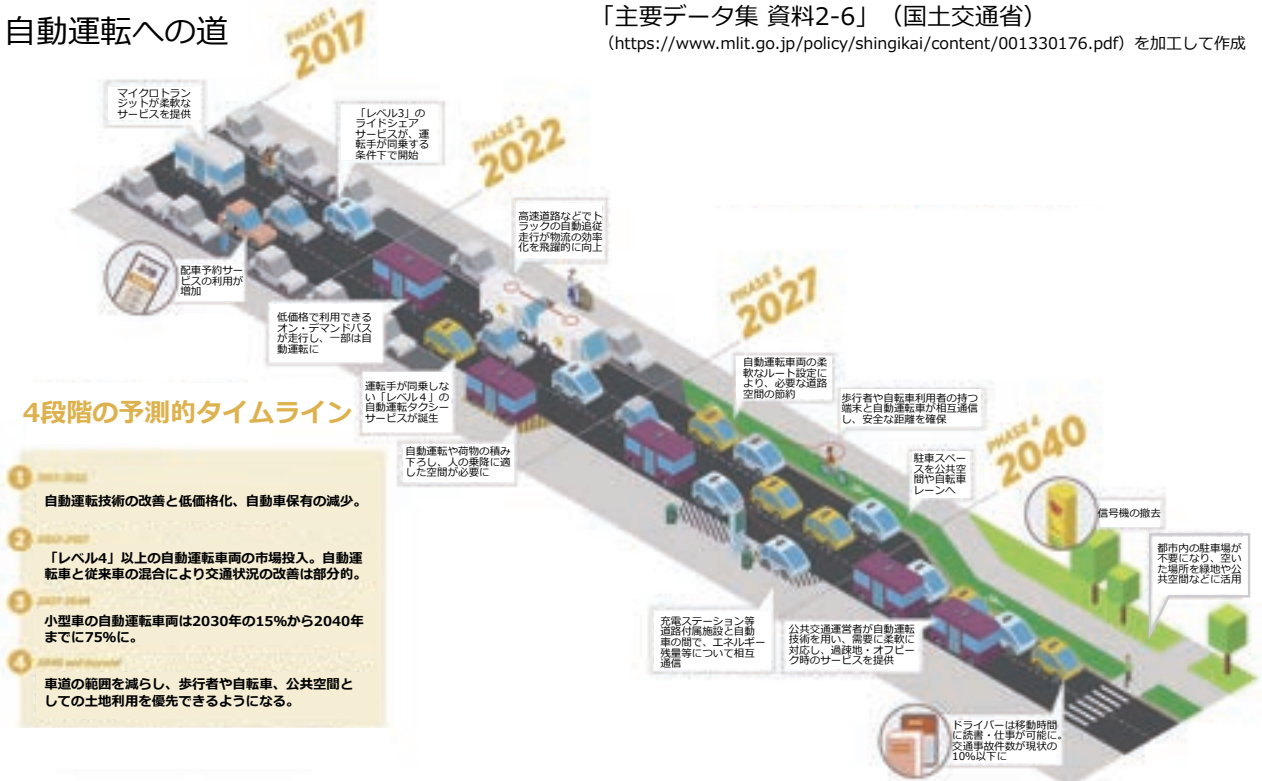 自動運転への道
「主要データ集 資料2-6」（国土交通省）
（https://www.mlit.go.jp/policy/shingikai/content/001330176.pdf）を加工して作成
PHASE 1
2017
マイクロトラン
ジットが柔軟な
サービスを提供
「レベル3」の
ライドシェア
サービスが、運
転手が同乗する
条件下で開始
PHASE 2
2022
配車予約サー
ビスの利用が
増加
高速道路などでト
ラックの自動追従
走行が物流の効率
化を飛躍的に向上
低価格で利用できる
オン・デマンドバス
が走行し、一部は自
動運転に
PHASE 3
2027
運転手が同乗しな
い「レベル４」の
自動運転タクシー
サービスが誕生
自動運転車両の柔
軟なルート設定に
より、必要な道路
空間の節約
歩行者や自転車利用者の持つ
端末と自動運転車が相互通信
し、安全な距離を確保
自動運転や荷物の積み
下ろし、人の乗降に適
した空間が必要に
PHASE 4
2040
駐車スペー
スを公共空
間や自転車
レーンへ
信号機の撤去
都市内の駐車場が
不要になり、空い
た場所を緑地や公
共空間などに活用
充電ステーション等
道路付属施設と自動
車の間で、エネルギー
残量等について相互
通信
公共交通運営者が自動運転
技術を用い、需要に柔軟に
対応し、過疎地・オフピー
ク時のサービスを提供
ドライバーは移動時間
に読書・仕事が可能に。
交通事故件数が現状の
10%以下に
4段階の予測的タイムライン
1 2017-2022
自動運転技術の改善と低価格化、自動車保有の減少。
2 2022-2027
「レベル4」以上の自動運転車両の市場投入。自動運
転車と従来車の混合により交通状況の改善は部分的。
3 2027-2040
小型車の自動運転車両は2030年の15%から2040年
までに75%に。
4 2040 and beyond
車道の範囲を減らし、歩行者や自転車、公共空間と
しての土地利用を優先できるようになる。